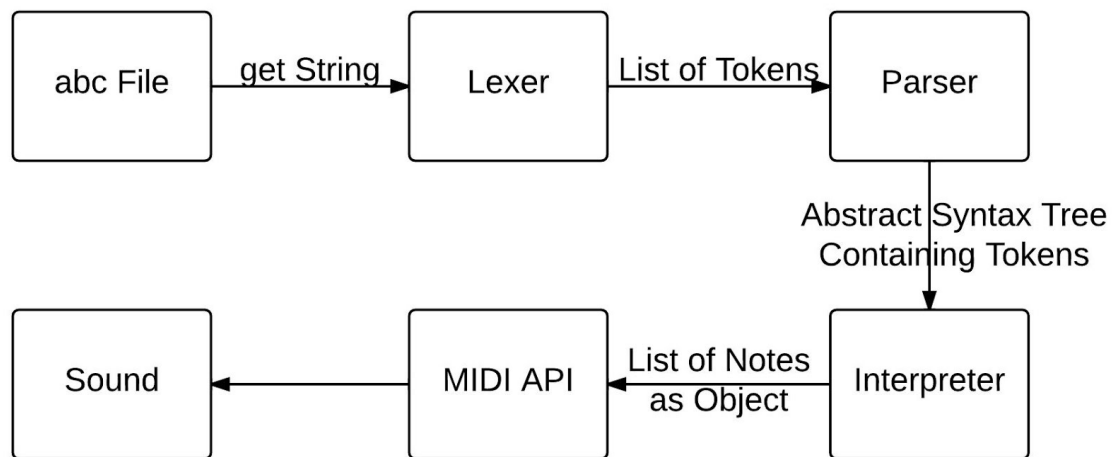 abc File
get String
Lexer
List of Tokens
Parser
Abstract Syntax Tree
Containing Tokens
Sound
MIDI API
List of Notes
as Object
Interpreter